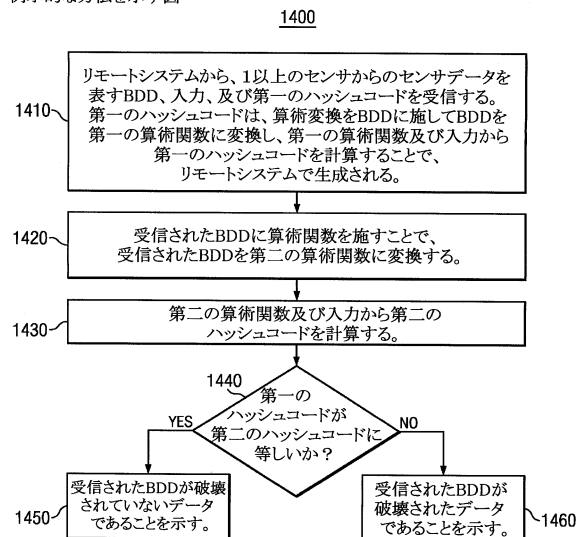 1400
1410
リモートシステムから、1以上のセンサからのセンサデータを
表すBDD、入力、及び第一のハッシュコードを受信する。
第一のハッシュコードは、算術変換をBDDに施してBDDを
第一の算術関数に変換し、第一の算術関数及び入力から
第一のハッシュコードを計算することで、
リモートシステムで生成される。
1420
受信されたBDDに算術関数を施すことで、
受信されたBDDを第二の算術関数に変換する。
1430
第二の算術関数及び入力から第二の
ハッシュコードを計算する。
1440
第一の
ハッシュコードが
第二のハッシュコードに
等しいか？
YES
NO
1450
受信されたBDDが破壊
されていないデータ
であることを示す。
受信されたBDDが
破壊されたデータ
であることを示す。
1460